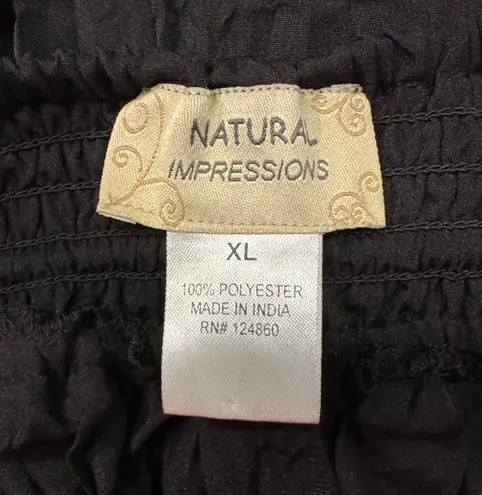 NATURAL
IMPRESSIONS
XL
100% POLYESTER
MADE IN INDIA
RN# 124860